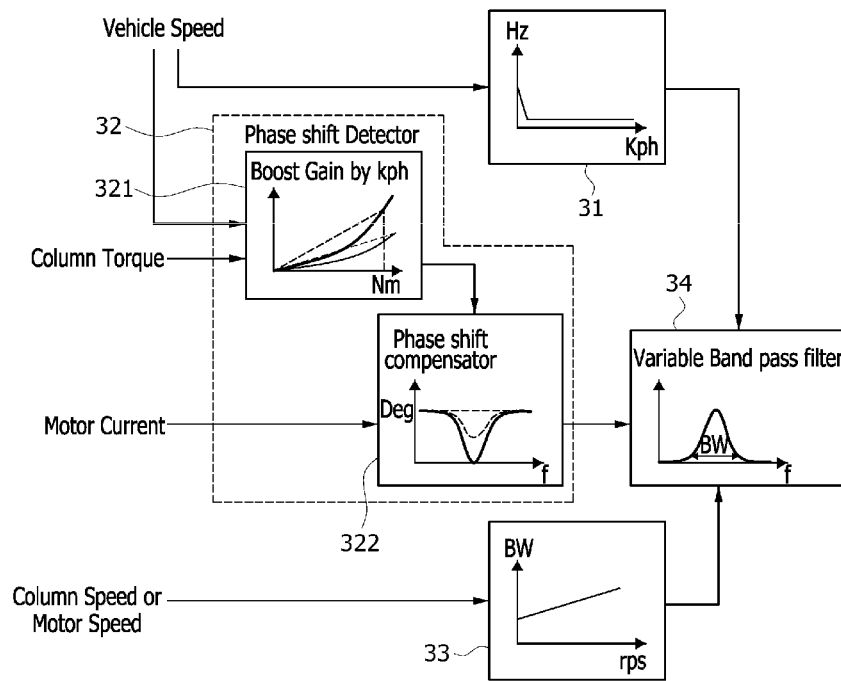 Vehicle Speed
Hz
Kph
31
32
Phase shift Detector
321
Boost Gain by kph
Nm
Column Torque
34
Phase shift
compensator
Deg
f
Variable Band pass filter
BW
f
Motor Current
322
BW
rps
Column Speed or
Motor Speed
33